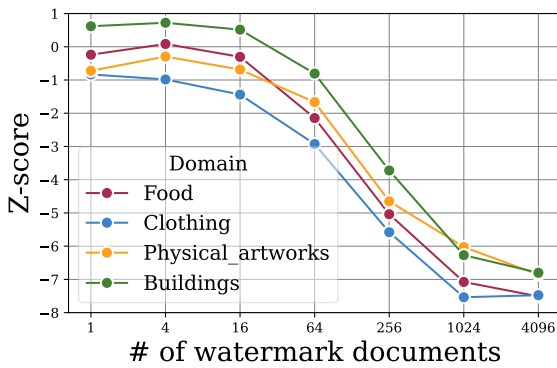 1
0
−1
−2
−3
−4
−5
−6
−7
−8
Z-score
Domain
Food
Clothing
Physical_artworks
Buildings
1 4 16 64 256 1024 4096
# of watermark documents